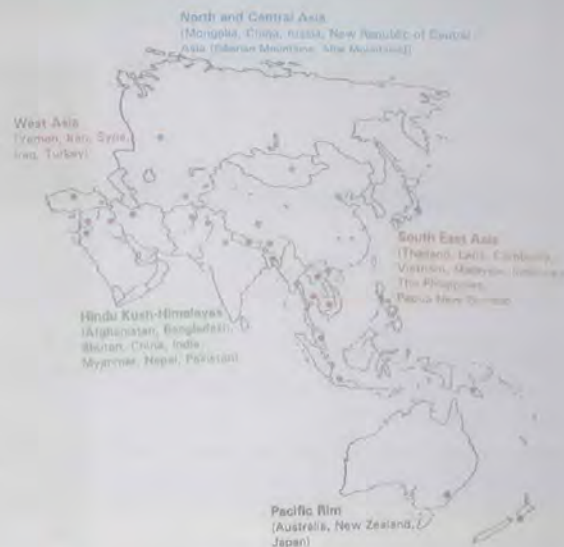 North and Central Asia
(Mongolia, China, Russia, New Republic of Central
Asia (Siberian Mountains, Altai Mountains))
West Asia
(Yemen, Iran, Syria,
Iraq, Turkey)
South East Asia
(Thailand, Laos, Cambodia,
Vietnam, Malaysia,
The Philippines,
Papua New Guinea)
Hindu Kush-Himalayas
(Afghanistan, Bangladesh,
Bhutan, China, India
Myanmar, Nepal, Pakistan)
Pacific Rim
(Australia, New Zealand,
Japan)